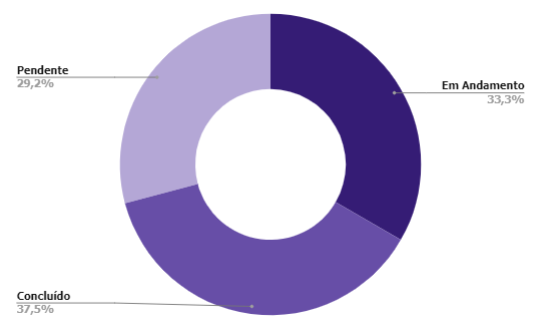 Pendente
29,2%
Em Andamento
33,3%
Concluído
37,5%